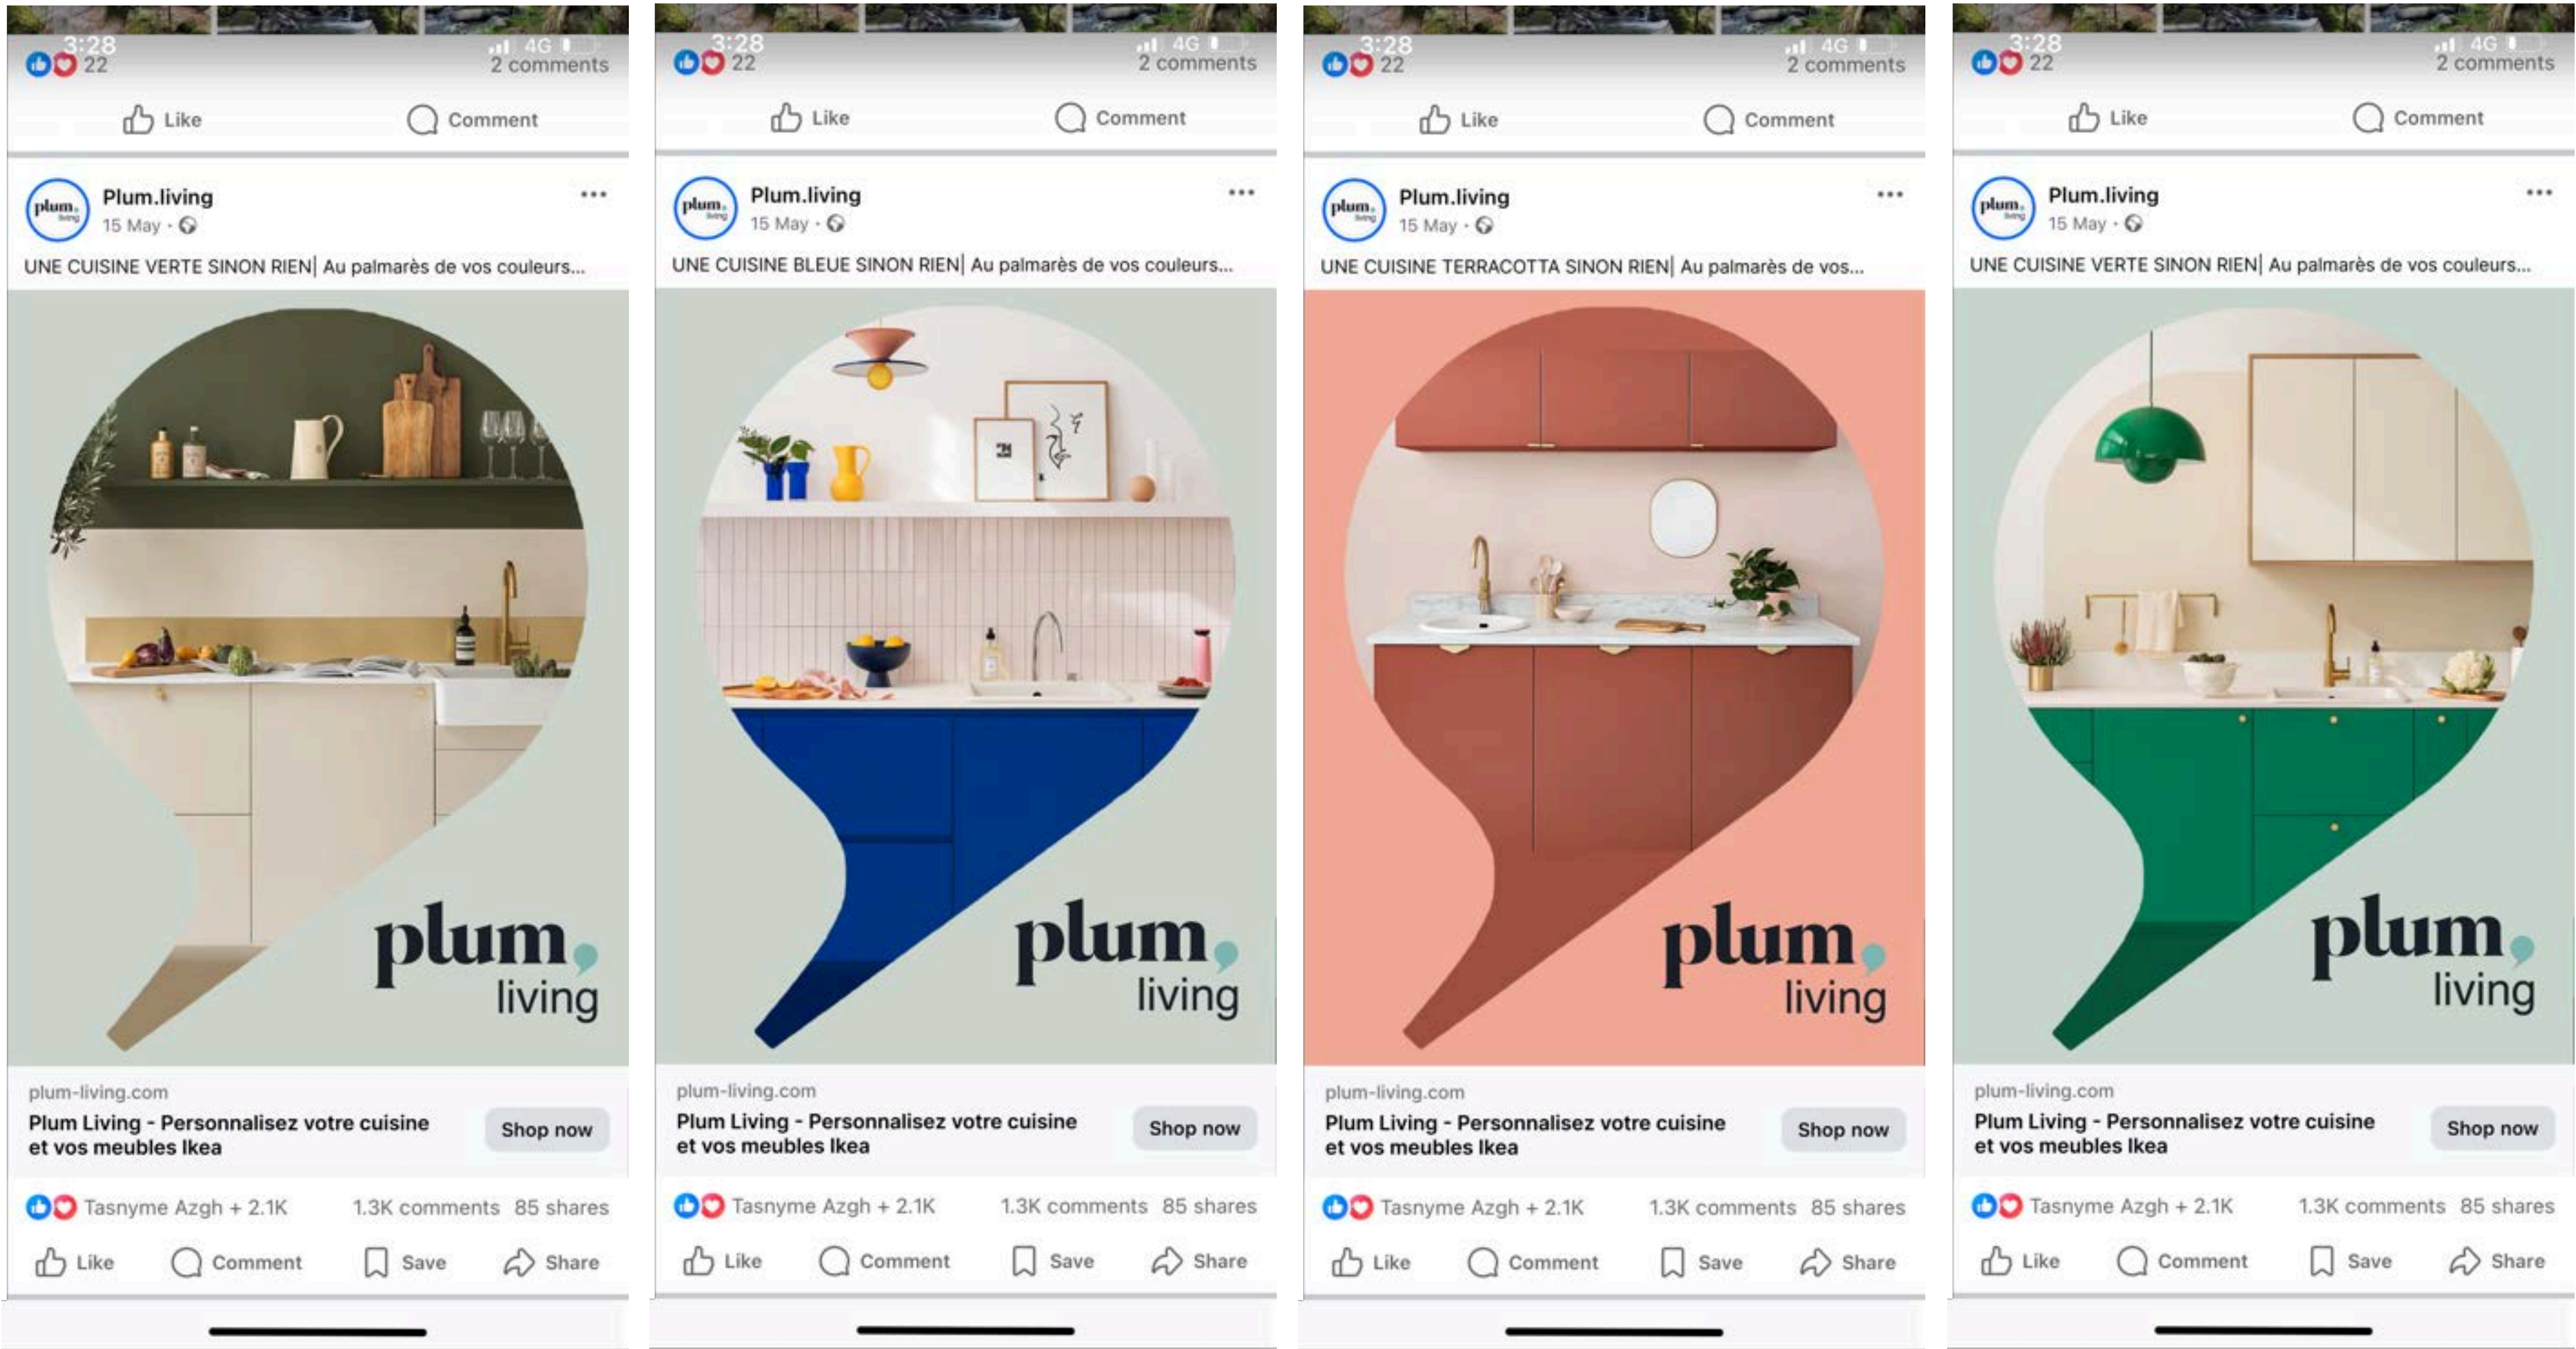 3:28
4G
22
2 comments
Like
Comment
plum.
living
Plum.living
15 May ·
UNE CUISINE VERTE SINON RIEN| Au palmarès de vos couleurs...
plum,
living
plum-living.com
Plum Living - Personnalisez votre cuisine
et vos meubles Ikea
Shop now
Tasnyme Azgh + 2.1K
1.3K comments 85 shares
Like
Comment
Save
Share
3:28
4G
22
2 comments
Like
Comment
plum.
living
Plum.living
15 May ·
UNE CUISINE BLEUE SINON RIEN| Au palmarès de vos couleurs...
plum,
living
plum-living.com
Plum Living - Personnalisez votre cuisine
et vos meubles Ikea
Shop now
Tasnyme Azgh + 2.1K
1.3K comments 85 shares
Like
Comment
Save
Share
3:28
4G
22
2 comments
Like
Comment
plum.
living
Plum.living
15 May ·
UNE CUISINE TERRACOTTA SINON RIEN| Au palmarès de vos...
plum,
living
plum-living.com
Plum Living - Personnalisez votre cuisine
et vos meubles Ikea
Shop now
Tasnyme Azgh + 2.1K
1.3K comments 85 shares
Like
Comment
Save
Share
3:28
4G
22
2 comments
Like
Comment
plum.
living
Plum.living
15 May ·
UNE CUISINE VERTE SINON RIEN| Au palmarès de vos couleurs...
plum,
living
plum-living.com
Plum Living - Personnalisez votre cuisine
et vos meubles Ikea
Shop now
Tasnyme Azgh + 2.1K
1.3K comments 85 shares
Like
Comment
Save
Share